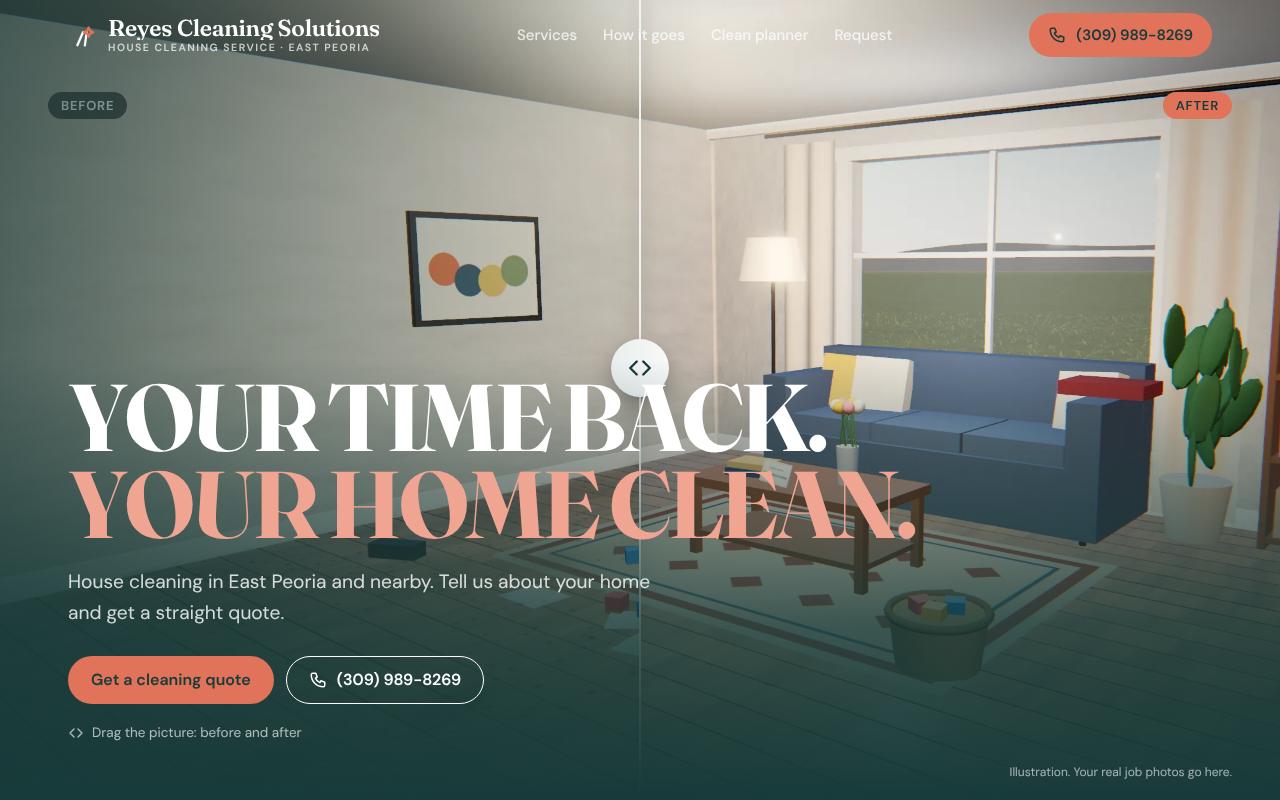 Reyes Cleaning Solutions
HOUSE CLEANING SERVICE · EAST PEORIA
Services
How it goes
Clean planner
Request
(309) 989-8269
BEFORE
AFTER
YOUR TIME BACK.
YOUR HOME CLEAN.
House cleaning in East Peoria and nearby. Tell us about your home
and get a straight quote.
Get a cleaning quote
(309) 989-8269
Drag the picture: before and after
Illustration. Your real job photos go here.